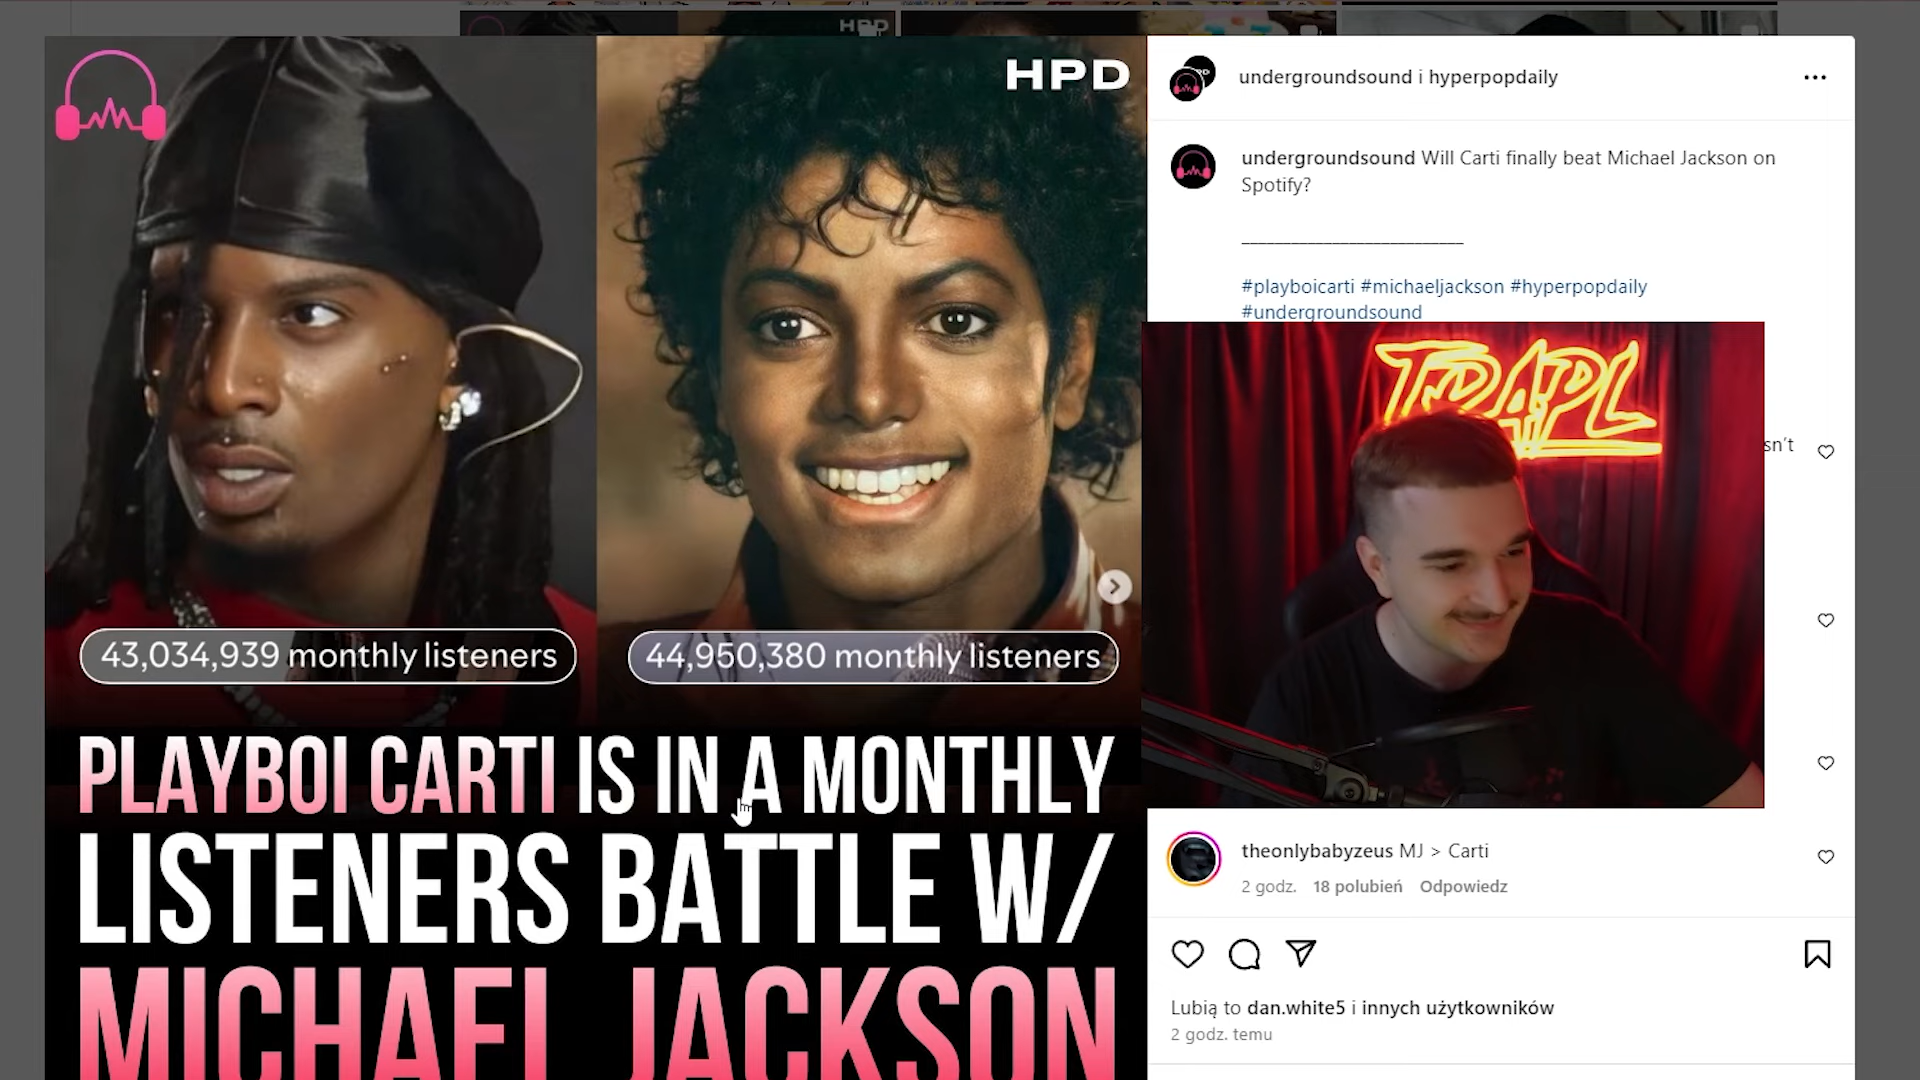 HPD
HPD
43,034,939 monthly listeners
44,950,380 monthly listeners
PLAYBOI CARTI IS IN A MONTHLY
LISTENERS BATTLE W/
MICHAEL JACKSON
undergroundsound i hyperpopdaily
undergroundsound Will Carti finally beat Michael Jackson on
Spotify?
#playboicarti #michaeljackson #hyperpopdaily
#undergroundsound
TRAPL
sn't
theonlybabyzeus MJ > Carti
2 godz. 18 polubień Odpowiedz
Lubią to dan.white5 i innych użytkowników
2 godz. temu